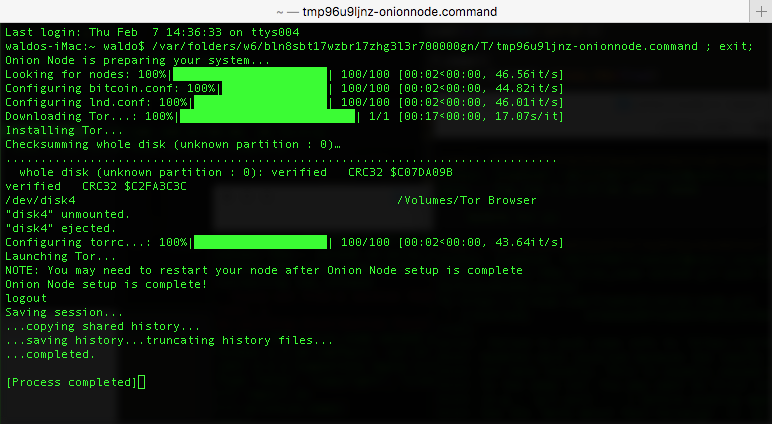 ~ — tmp96u9ljnz-onionnode.command
Last login: Thu Feb  7 14:36:33 on ttys004
waldos-iMac:~ waldo$ /var/folders/w6/bln8sbt17wzbr17zhg3l3r700000gn/T/tmp96u9ljnz-onionnode.command ; exit;
Onion Node is preparing your system...
Looking for nodes: 100%|██████████| 100/100 [00:02<00:00, 46.56it/s]
Configuring bitcoin.conf: 100%|██████████| 100/100 [00:02<00:00, 44.82it/s]
Configuring lnd.conf: 100%|██████████| 100/100 [00:02<00:00, 46.01it/s]
Downloading Tor...: 100%|██████████| 1/1 [00:17<00:00, 17.07s/it]
Installing Tor...
Checksumming whole disk (unknown partition : 0)…
...................................................................................
  whole disk (unknown partition : 0): verified   CRC32 $C07DA09B
verified   CRC32 $C2FA3C3C
/dev/disk4                                              /Volumes/Tor Browser
"disk4" unmounted.
"disk4" ejected.
Configuring torrc...: 100%|██████████| 100/100 [00:02<00:00, 43.64it/s]
Launching Tor...
NOTE: You may need to restart your node after Onion Node setup is complete
Onion Node setup is complete!
logout
Saving session...
...copying shared history...
...saving history...truncating history files...
...completed.
[Process completed]